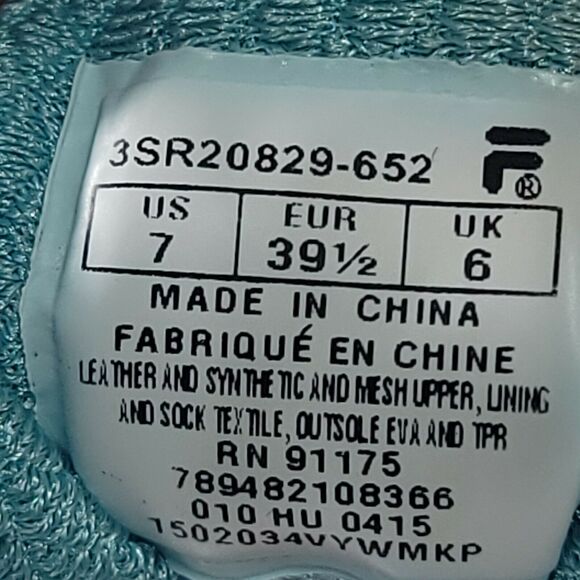 3SR20829-652
F®
US EUR UK
7 39½ 6
MADE IN CHINA
FABRIQUÉ EN CHINE
LEATHER AND SYNTHETIC AND MESH UPPER, LINING
AND SOCK TEXTILE, OUTSOLE EVA AND TPR
RN 91175
789482108366
010 HU 0415
1502034VYWMKP